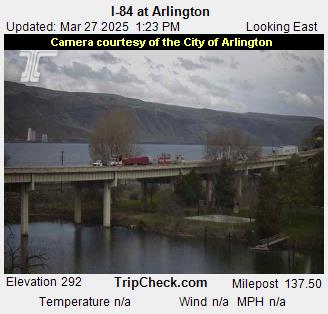 I-84 at Arlington
Updated: Mar 27 2025 1:23 PM Looking East
Camera courtesy of the City of Arlington
Elevation 292 TripCheck.com Milepost 137.50
Temperature n/a Wind n/a MPH n/a